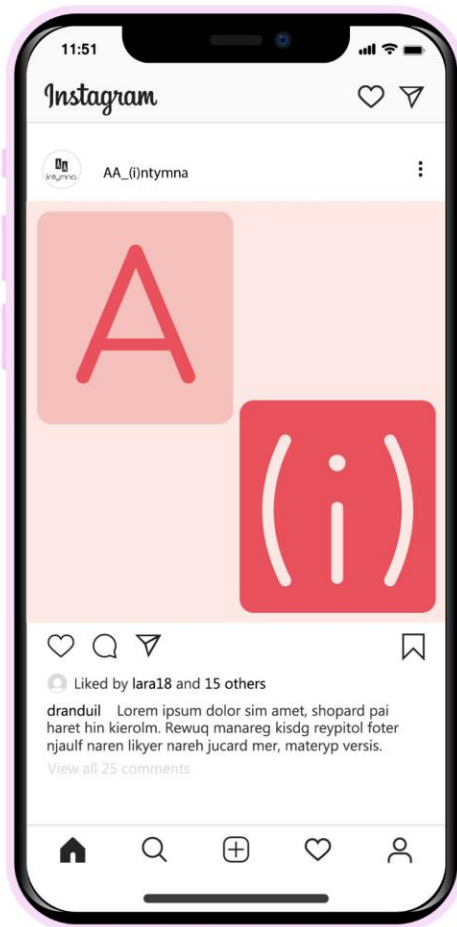 11:51
Instagram
AA
intymna
AA_(i)ntymna
A
(i)
Liked by lara18 and 15 others
dranduil Lorem ipsum dolor sim amet, shopard pai
haret hin kierolm. Rewuq manareg kisdg reypitol foter
njaulf naren likyer nareh jucard mer, materyp versis.
View all 25 comments